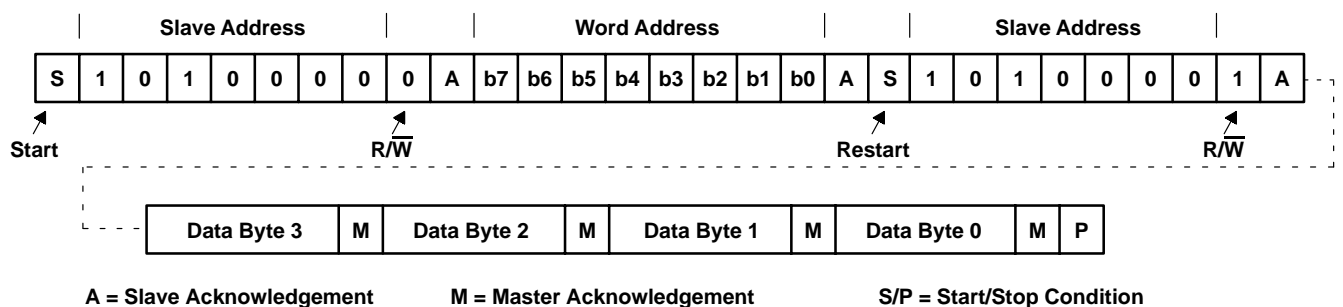 Slave Address Word Address Slave Address
S 1 0 1 0 0 0 0 0 A b7 b6 b5 b4 b3 b2 b1 b0 A S 1 0 1 0 0 0 0 1 A
Start R/W̅ Restart R/W̅
Data Byte 3 M Data Byte 2 M Data Byte 1 M Data Byte 0 M P
A = Slave Acknowledgement M = Master Acknowledgement S/P = Start/Stop Condition